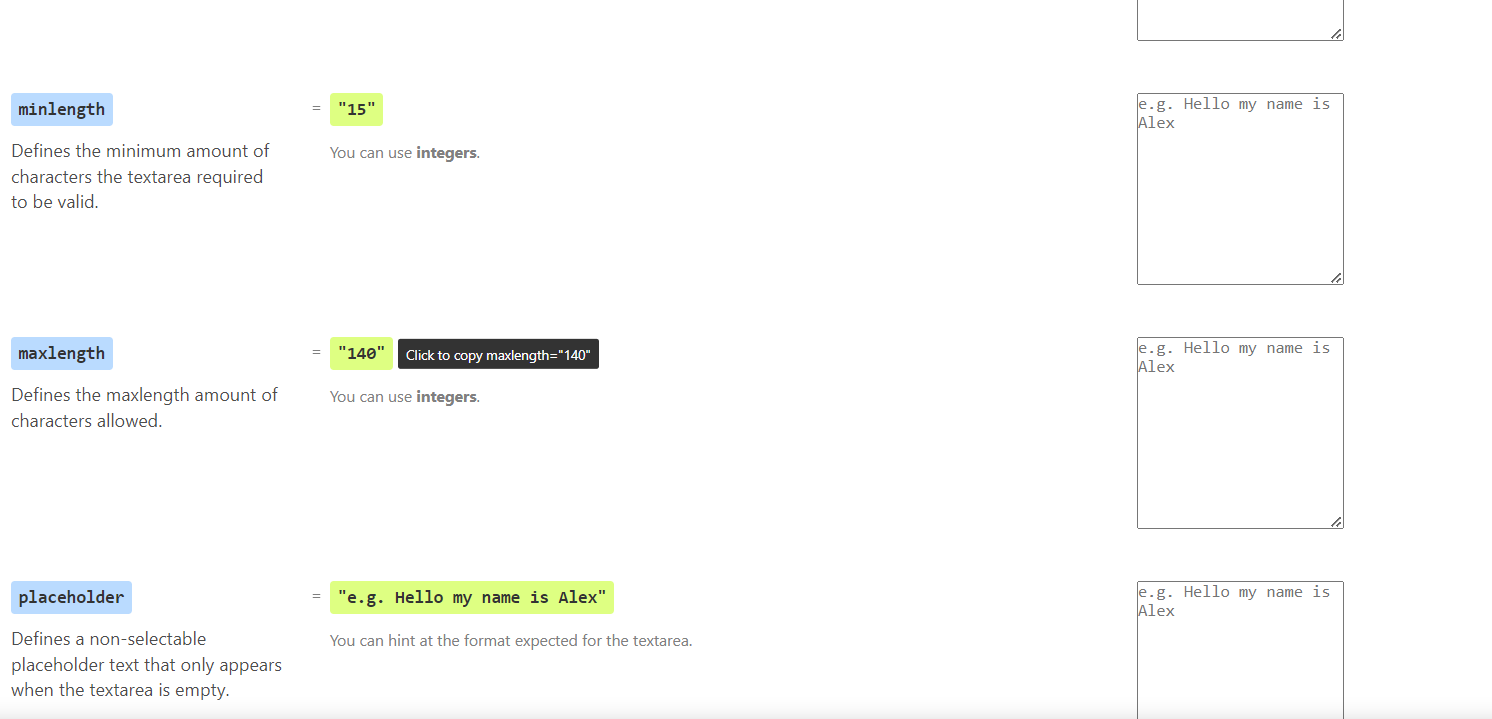 minlength
= "15"
e.g. Hello my name is
Alex
Defines the minimum amount of
characters the textarea required
to be valid.
You can use integers.
maxlength
= "140"
Click to copy maxlength="140"
e.g. Hello my name is
Alex
Defines the maxlength amount of
characters allowed.
You can use integers.
placeholder
= "e.g. Hello my name is Alex"
e.g. Hello my name is
Alex
Defines a non-selectable
placeholder text that only appears
when the textarea is empty.
You can hint at the format expected for the textarea.